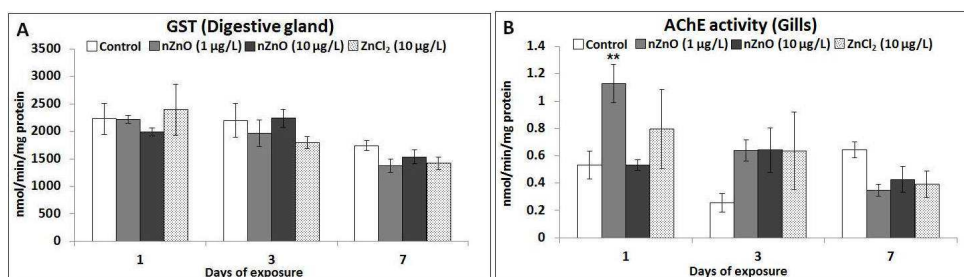 A
GST (Digestive gland)
Control nZnO (1 µg/L) nZnO (10 µg/L) ZnCl2 (10 µg/L)
3500
3000
2500
2000
1500
1000
500
0
nmol/min/mg protein
1 3 7
Days of exposure
B
AChE activity (Gills)
Control nZnO (1 µg/L) nZnO (10 µg/L) ZnCl2 (10 µg/L)
**
1.4
1.2
1
0.8
0.6
0.4
0.2
0
nmol/min/mg protein
1 3 7
Days of exposure